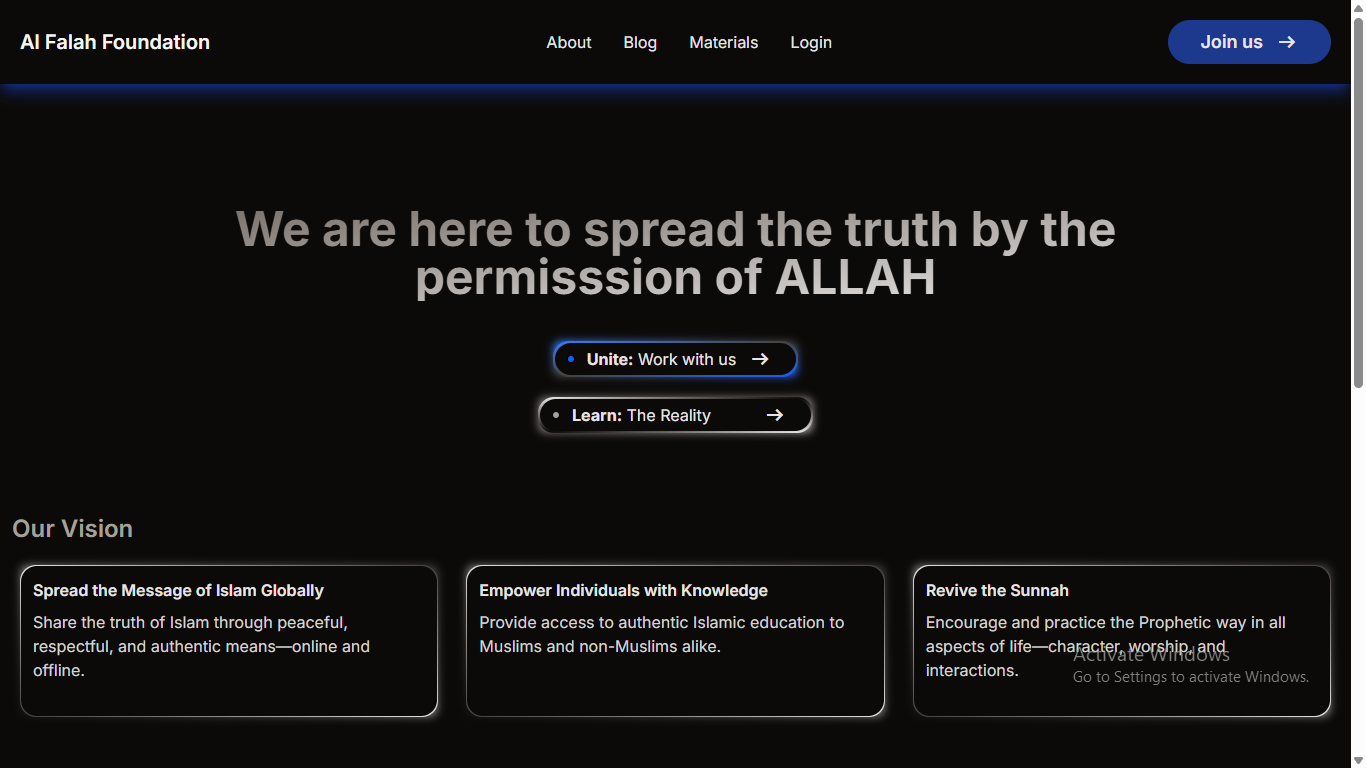 Al Falah Foundation
About
Blog
Materials
Login
Join us
We are here to spread the truth by the
permisssion of ALLAH
Unite: Work with us
Learn: The Reality
Our Vision
Spread the Message of Islam Globally
Share the truth of Islam through peaceful,
respectful, and authentic means—online and
offline.
Empower Individuals with Knowledge
Provide access to authentic Islamic education to
Muslims and non-Muslims alike.
Revive the Sunnah
Encourage and practice the Prophetic way in all
aspects of life—character, worship, and
interactions.
Activate Windows
Go to Settings to activate Windows.